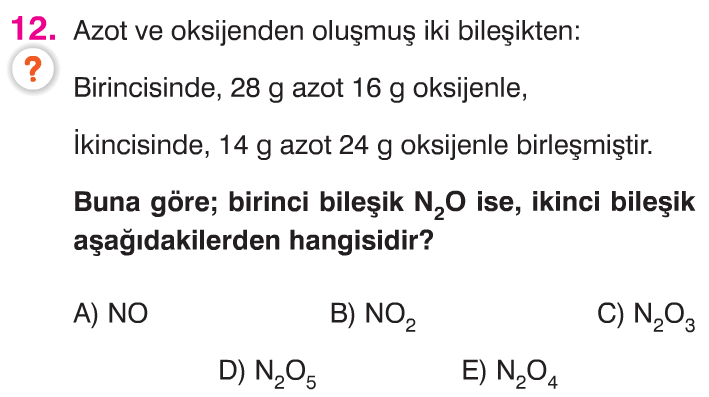 12. Azot ve oksijenden oluşmuş iki bileşikten:
?
Birincisinde, 28 g azot 16 g oksijenle,
İkincisinde, 14 g azot 24 g oksijenle birleşmiştir.
Buna göre; birinci bileşik N₂O ise, ikinci bileşik
aşağıdakilerden hangisidir?
A) NO B) NO₂ C) N₂O₃
D) N₂O₅ E) N₂O₄